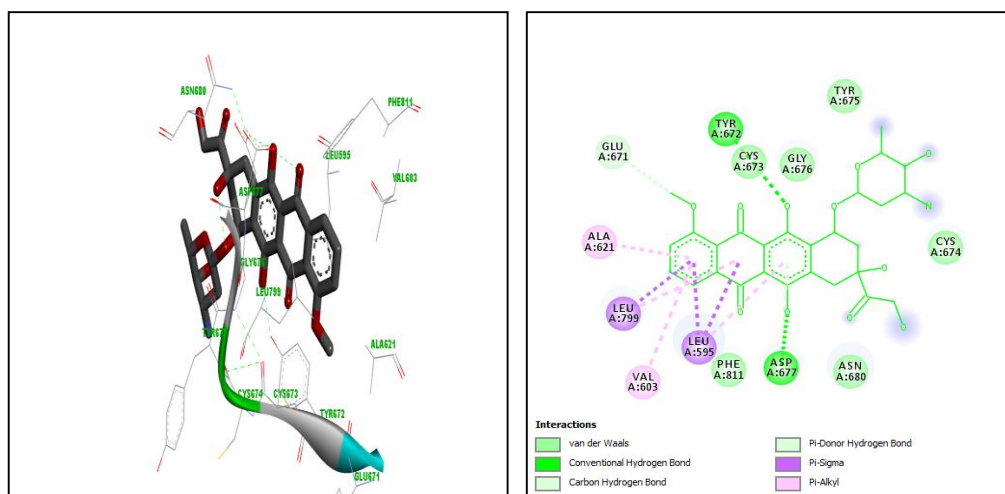 ASN680
PHE811
LEU595
VAL603
ASP677
GLY676
LEU799
ALA621
CYS674
CYS673
TYR672
GLU671
TYR
A:675
TYR
A:672
GLU
A:671
CYS
A:673
GLY
A:676
O
N
ALA
A:621
CYS
A:674
LEU
A:799
LEU
A:595
PHE
A:811
ASP
A:677
ASN
A:680
VAL
A:603
Interactions
van der Waals
Conventional Hydrogen Bond
Carbon Hydrogen Bond
Pi-Donor Hydrogen Bond
Pi-Sigma
Pi-Alkyl